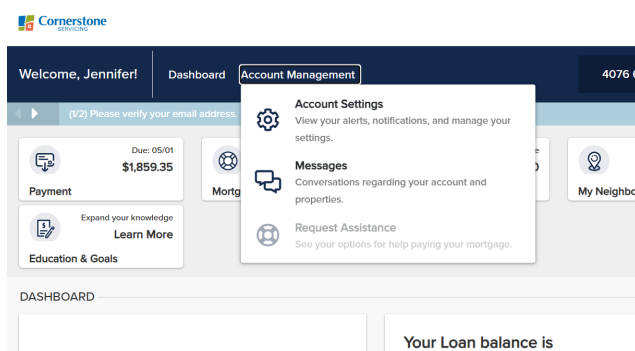 Cornerstone
SERVICING
Welcome, Jennifer!
Dashboard
Account Management
4076
(1/2) Please verify your email address.
Account Settings
View your alerts, notifications, and manage your
settings.
Messages
Conversations regarding your account and
properties.
Request Assistance
See your options for help paying your mortgage.
Due: 05/01
$1,859.35
Payment
Mortg
My Neighbo
Expand your knowledge
Learn More
Education & Goals
DASHBOARD
Your Loan balance is